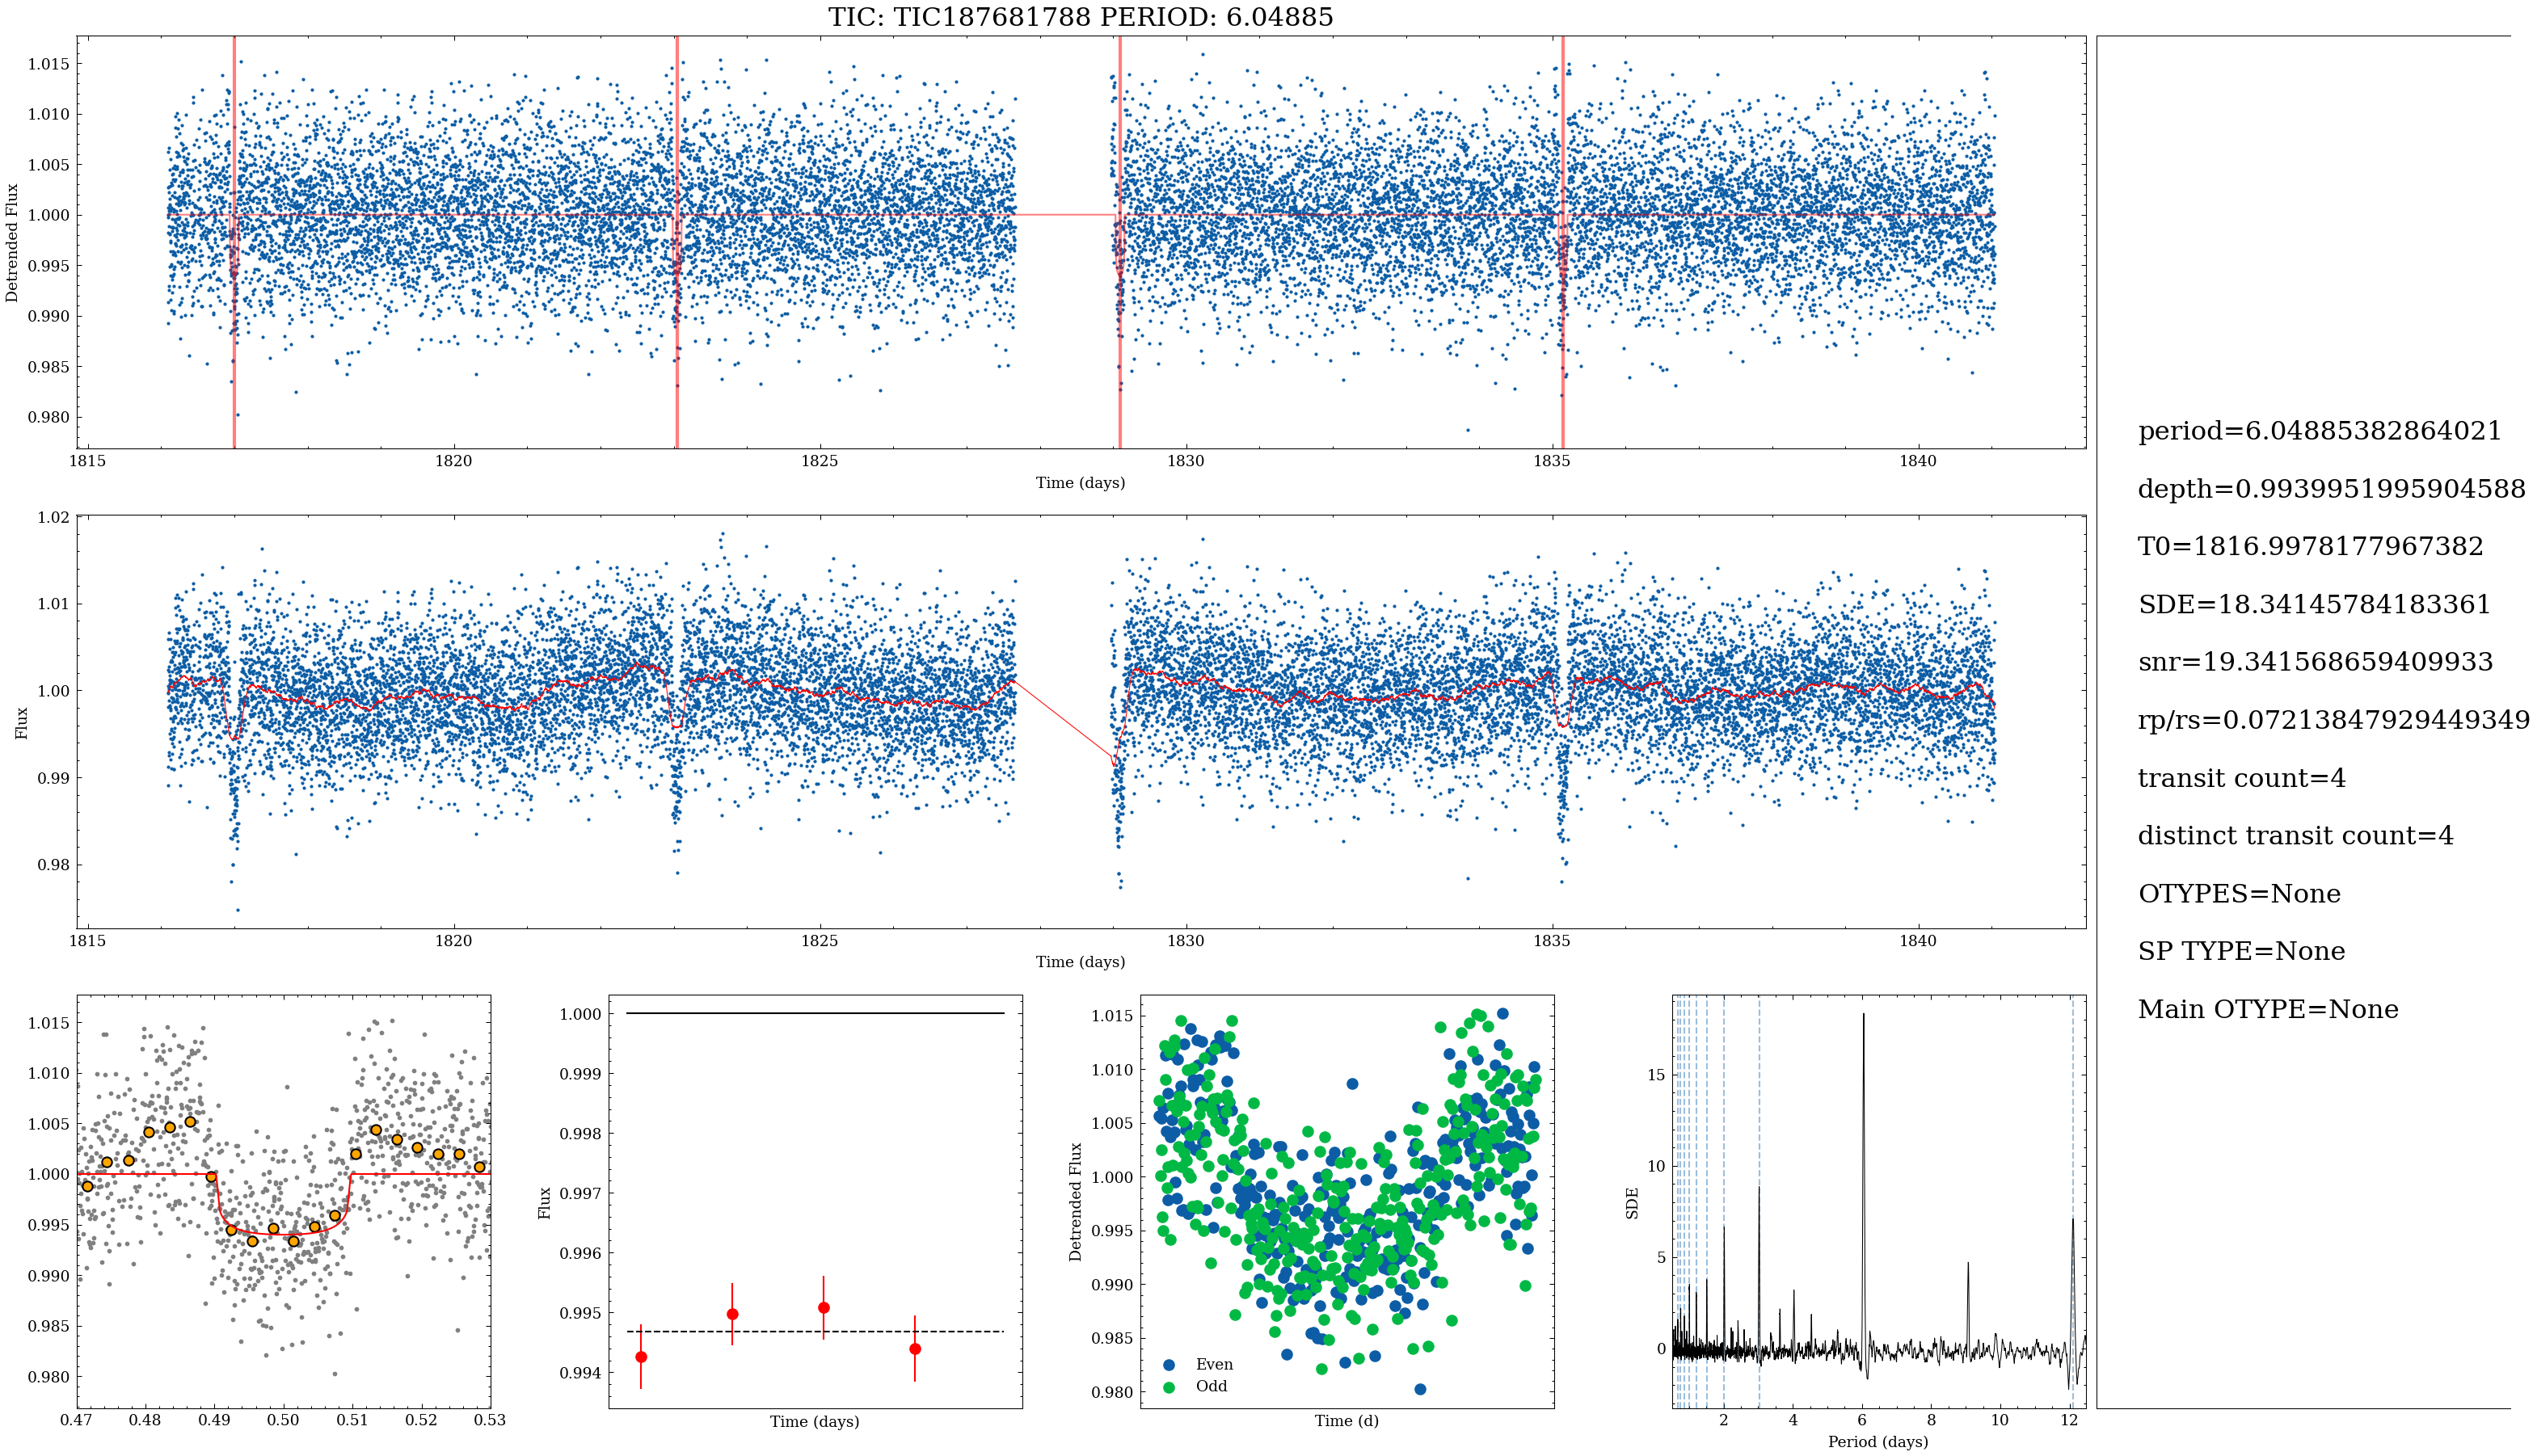 TIC: TIC187681788 PERIOD: 6.04885
1.015
1.010
1.005
1.000
0.995
0.990
0.985
0.980
Detrended Flux
1815
1820
1825
1830
1835
1840
Time (days)
1.02
1.01
1.00
0.99
0.98
Flux
1815
1820
1825
1830
1835
1840
Time (days)
period=6.04885382864021
depth=0.9939951995904588
T0=1816.9978177967382
SDE=18.34145784183361
snr=19.341568659409933
rp/rs=0.07213847929449349
transit count=4
distinct transit count=4
OTYPES=None
SP TYPE=None
Main OTYPE=None
1.015
1.010
1.005
1.000
0.995
0.990
0.985
0.980
0.47
0.48
0.49
0.50
0.51
0.52
0.53
1.000
0.999
0.998
0.997
0.996
0.995
0.994
Flux
Time (days)
1.015
1.010
1.005
1.000
0.995
0.990
0.985
0.980
Detrended Flux
Even
Odd
Time (d)
15
10
5
0
SDE
2
4
6
8
10
12
Period (days)